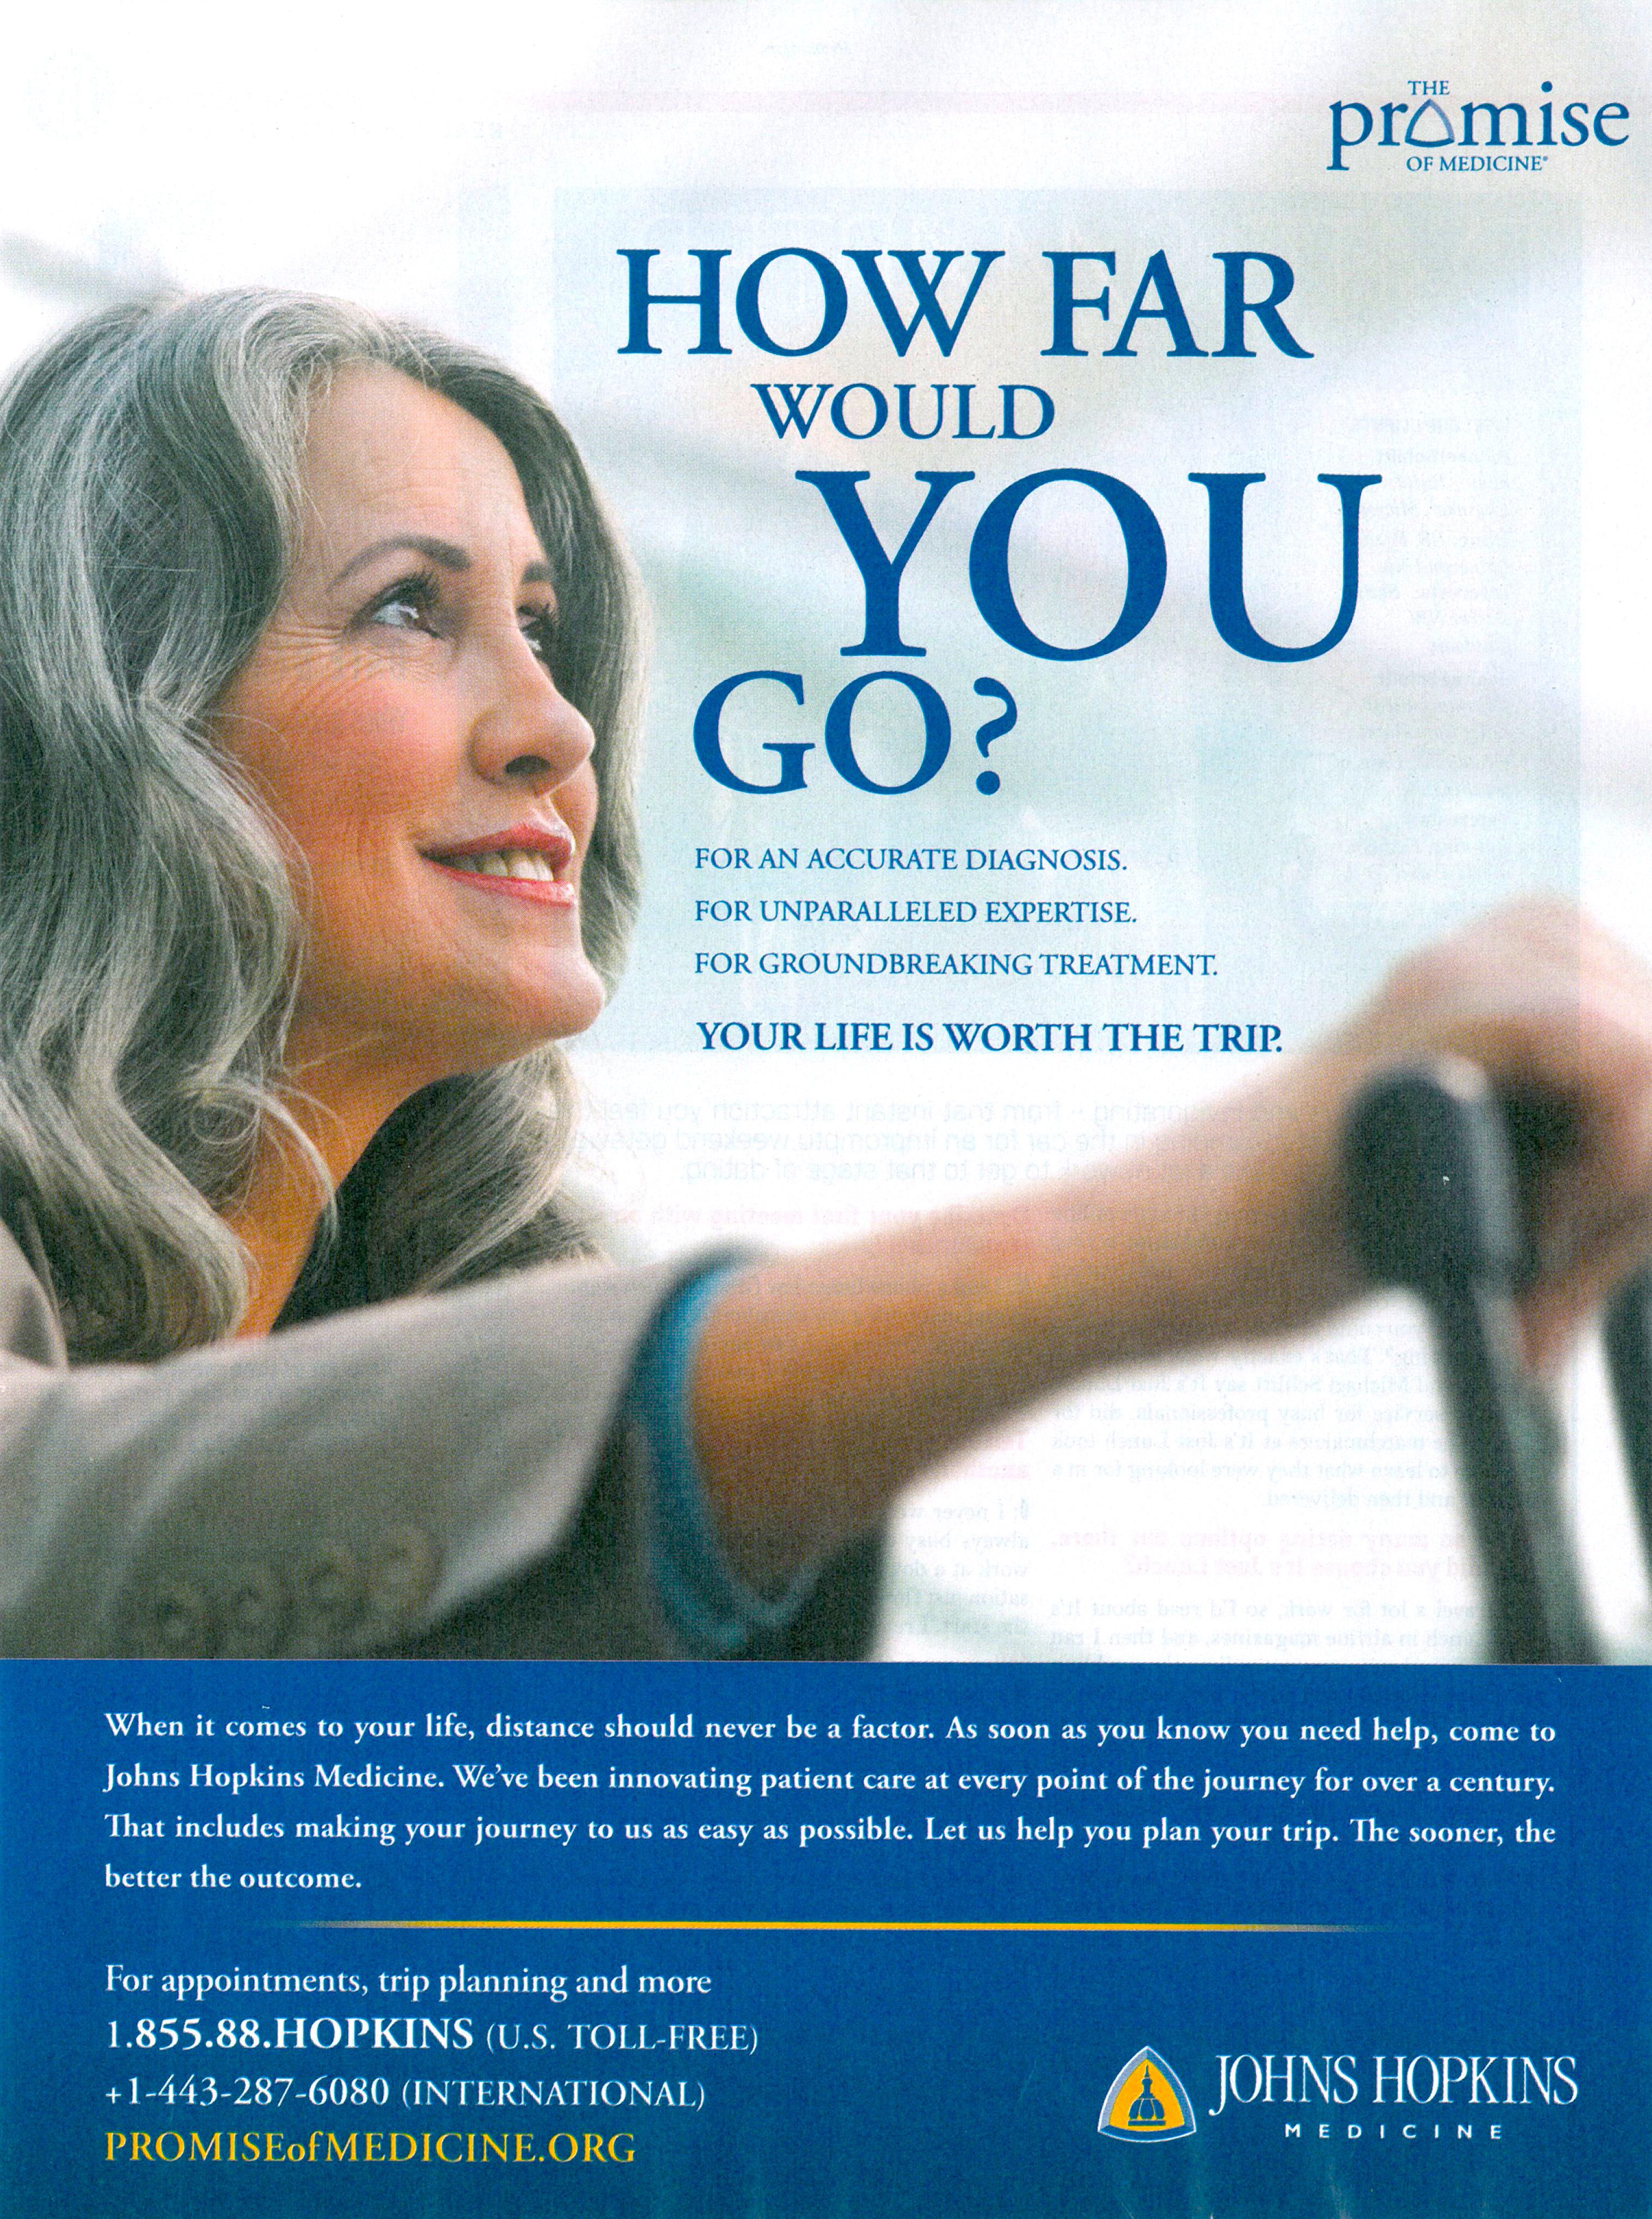 THE
promise
OF MEDICINE®
HOW FAR
WOULD
YOU
GO?
FOR AN ACCURATE DIAGNOSIS.
FOR UNPARALLELED EXPERTISE.
FOR GROUNDBREAKING TREATMENT.
YOUR LIFE IS WORTH THE TRIP.
When it comes to your life, distance should never be a factor. As soon as you know you need help, come to
Johns Hopkins Medicine. We've been innovating patient care at every point of the journey for over a century.
That includes making your journey to us as easy as possible. Let us help you plan your trip. The sooner, the
better the outcome.
For appointments, trip planning and more
1.855.88.HOPKINS (U.S. TOLL-FREE)
+1-443-287-6080 (INTERNATIONAL)
PROMISEofMEDICINE.ORG
JOHNS HOPKINS
MEDICINE